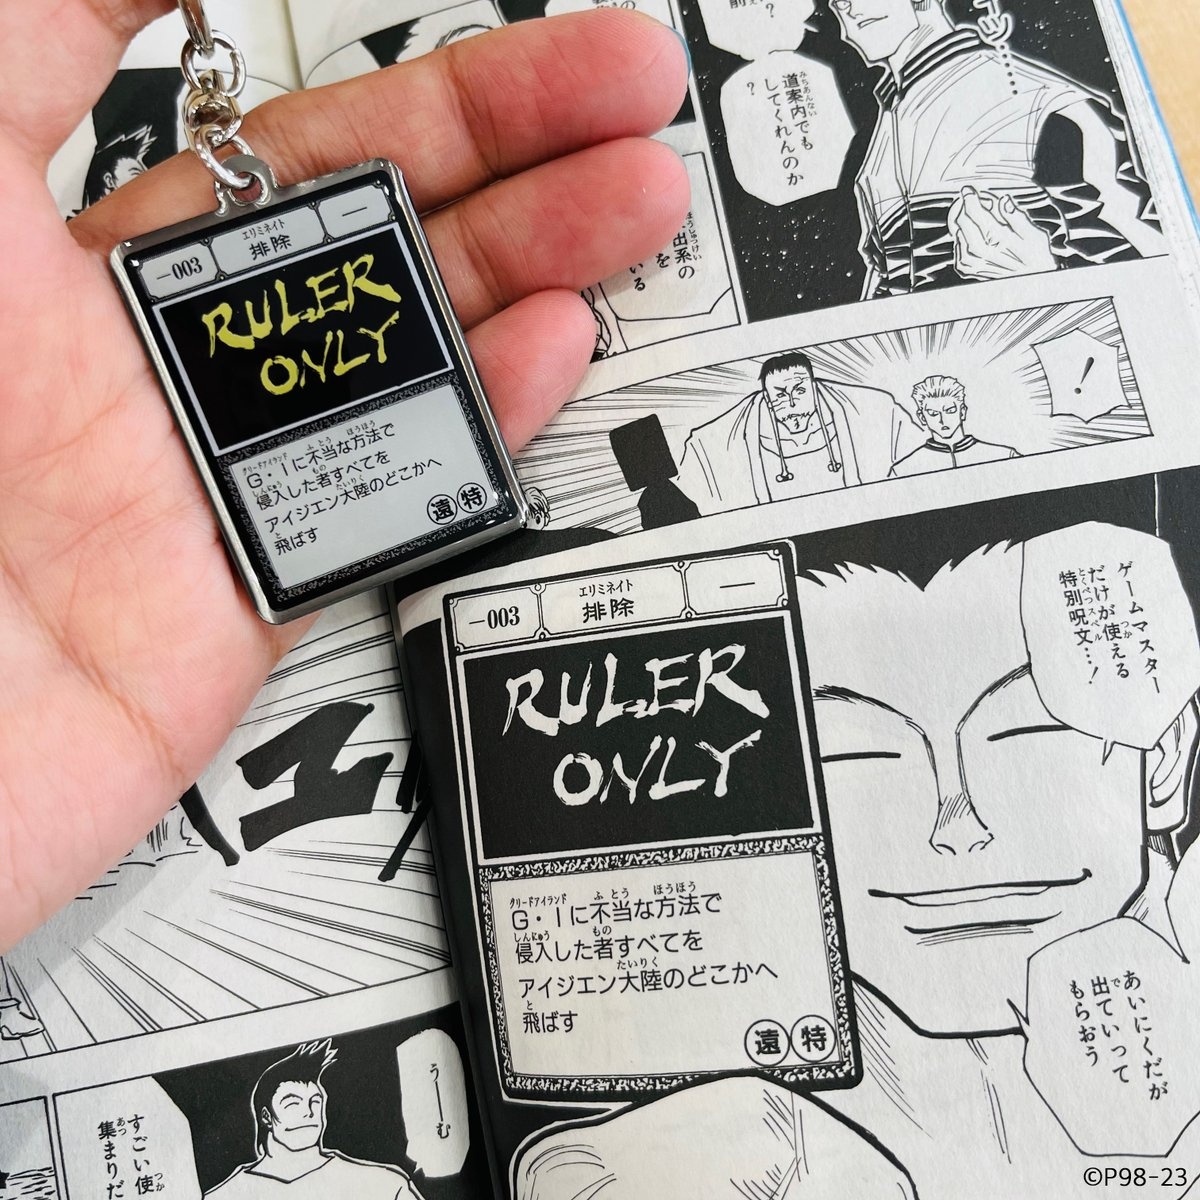 前
？
道案内でも
してくれんのか
？
出系の
を
いる
！
－003
エリミネイト
排除
－
RULER
ONLY
グリードアイランド
G・Iに不当な方法で
侵入した者すべてを
アイジエン大陸のどこかへ
飛ばす
遠 特
－003
エリミネイト
排除
－
RULER
ONLY
グリードアイランド
G・Iに不当な方法で
侵入した者すべてを
アイジエン大陸のどこかへ
飛ばす
遠 特
ゲームマスター
だけが使える
特別呪文…！
あいにくだが
出ていって
もらおう
うーむ
すごい使
集まりだ
©P98-23